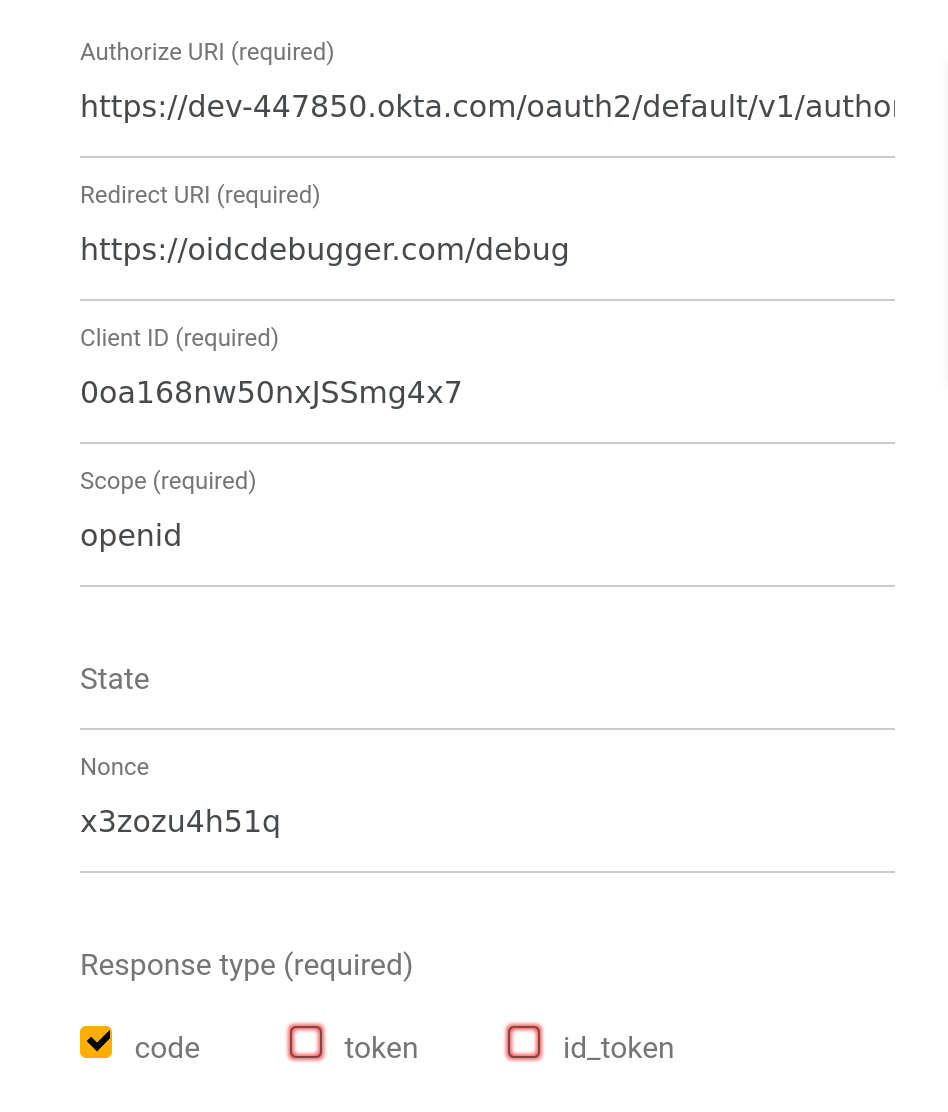 Authorize URI (required)
https://dev-447850.okta.com/oauth2/default/v1/author
Redirect URI (required)
https://oidcdebugger.com/debug
Client ID (required)
0oa168nw50nxJSSmg4x7
Scope (required)
openid
State
Nonce
x3zozu4h51q
Response type (required)
code token id_token